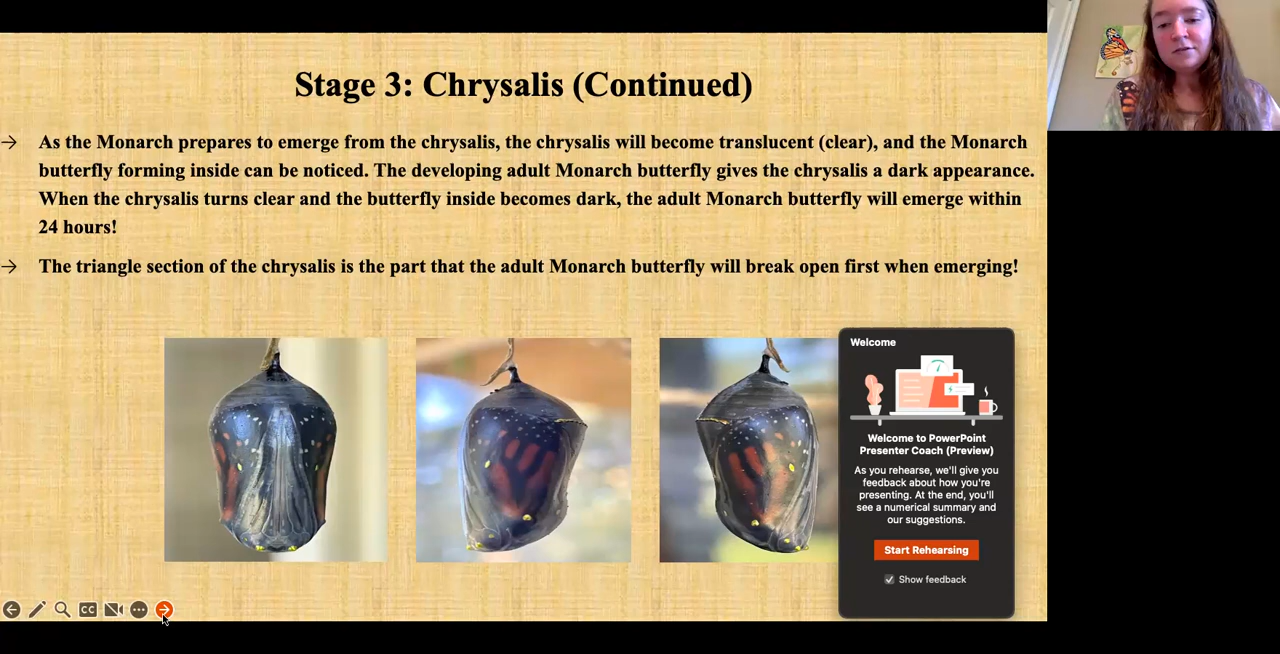 Stage 3: Chrysalis (Continued)
→ As the Monarch prepares to emerge from the chrysalis, the chrysalis will become translucent (clear), and the Monarch
butterfly forming inside can be noticed. The developing adult Monarch butterfly gives the chrysalis a dark appearance.
When the chrysalis turns clear and the butterfly inside becomes dark, the adult Monarch butterfly will emerge within
24 hours!
→ The triangle section of the chrysalis is the part that the adult Monarch butterfly will break open first when emerging!
Welcome
Welcome to PowerPoint
Presenter Coach (Preview)
As you rehearse, we'll give you
feedback about how you're
presenting. At the end, you'll
see a numerical summary and
our suggestions.
Start Rehearsing
Show feedback
CC